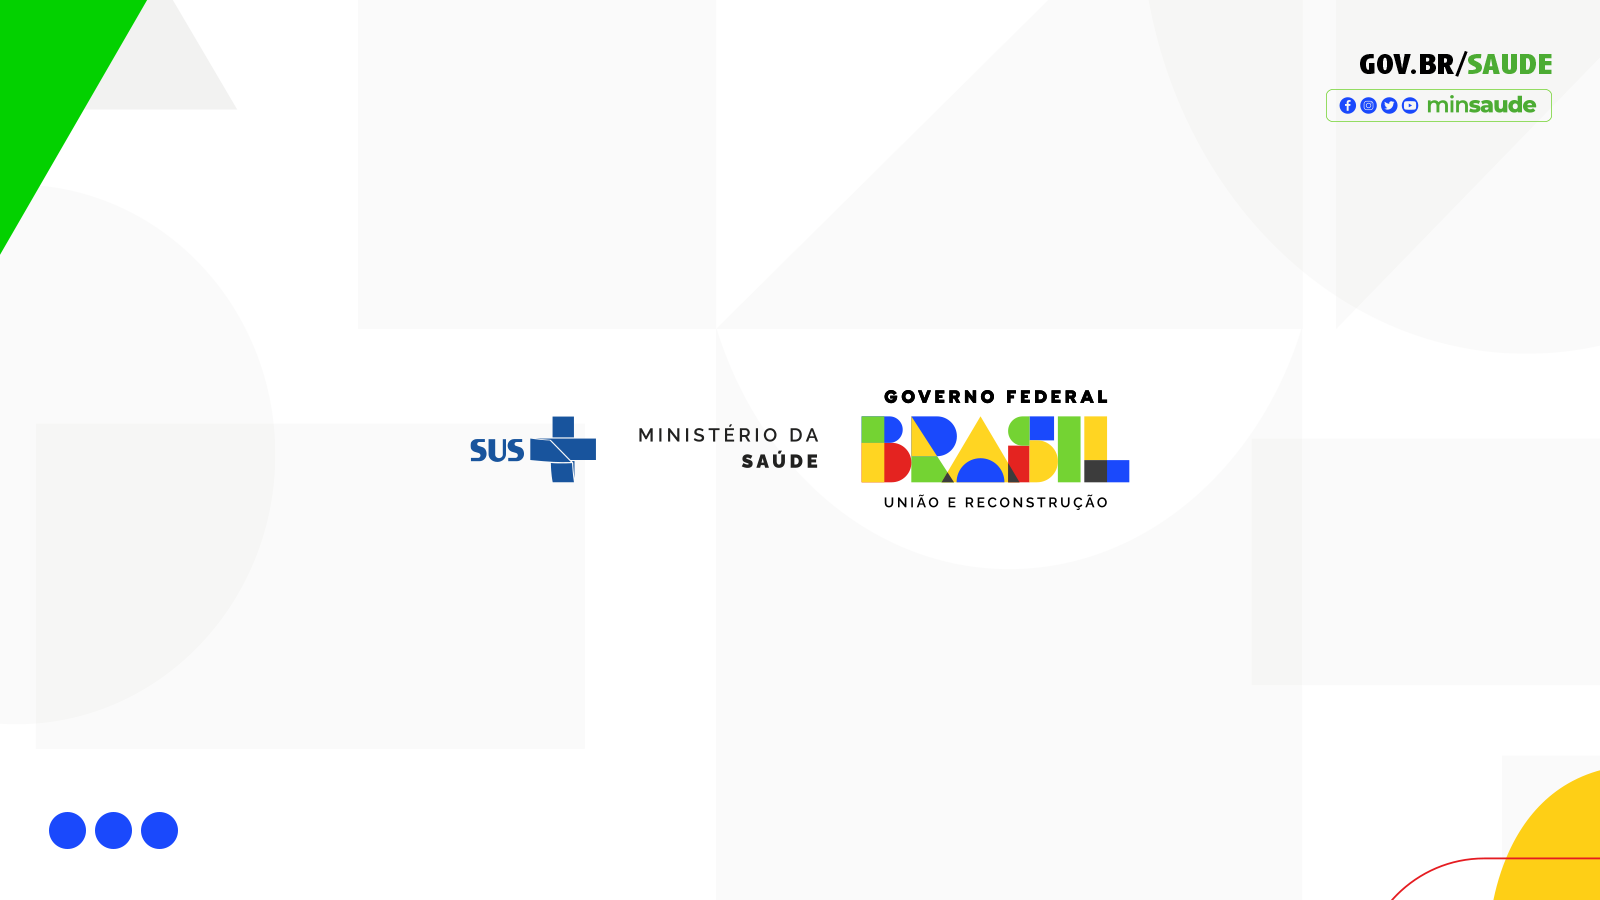 GOV.BR/SAUDE
minsaude
SUS
MINISTÉRIO DA
SAÚDE
GOVERNO FEDERAL
BRASIL
UNIÃO E RECONSTRUÇÃO